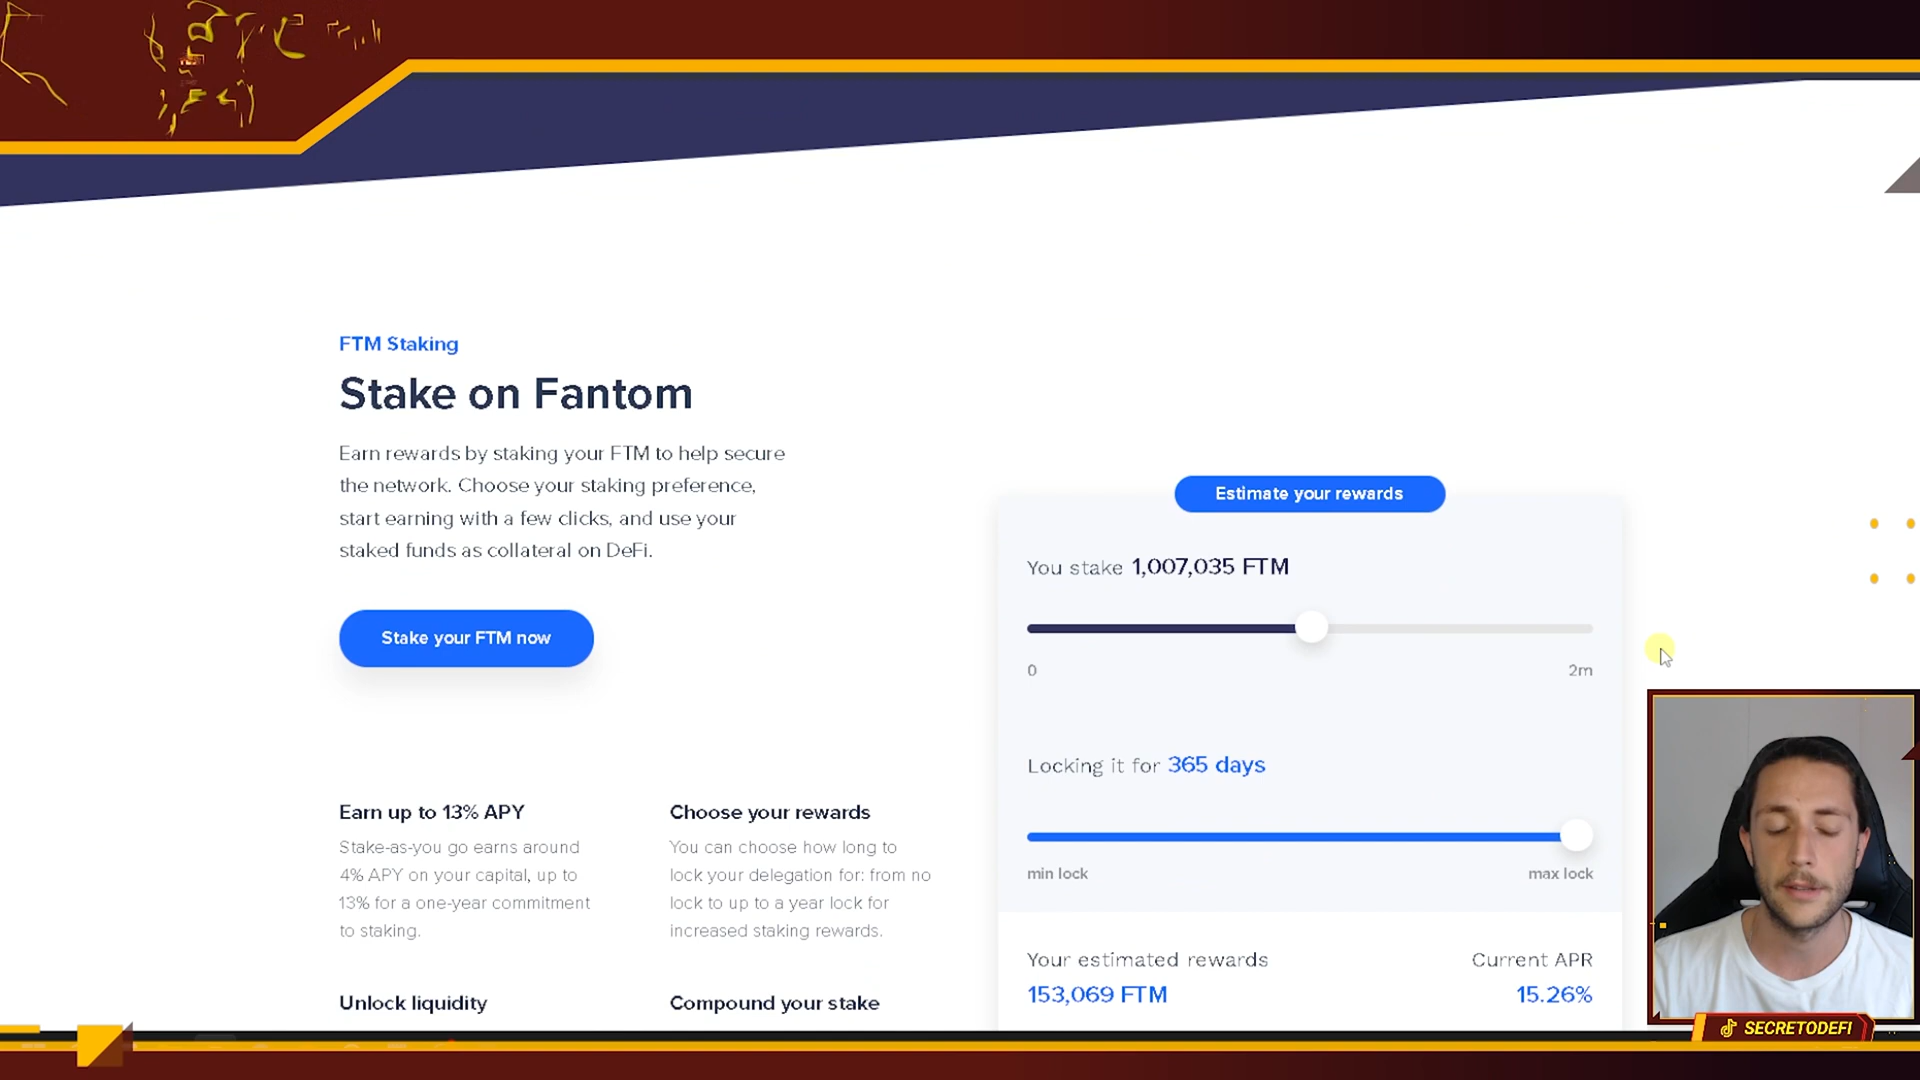 FTM Staking
Stake on Fantom
Earn rewards by staking your FTM to help secure
the network. Choose your staking preference,
start earning with a few clicks, and use your
staked funds as collateral on DeFi.
Stake your FTM now
Earn up to 13% APY
Stake-as-you go earns around
4% APY on your capital, up to
13% for a one-year commitment
to staking.
Choose your rewards
You can choose how long to
lock your delegation for: from no
lock to up to a year lock for
increased staking rewards.
Unlock liquidity
Compound your stake
Estimate your rewards
You stake 1,007,035 FTM
0 2m
Locking it for 365 days
min lock max lock
Your estimated rewards Current APR
153,069 FTM 15.26%
SECRETODEFI